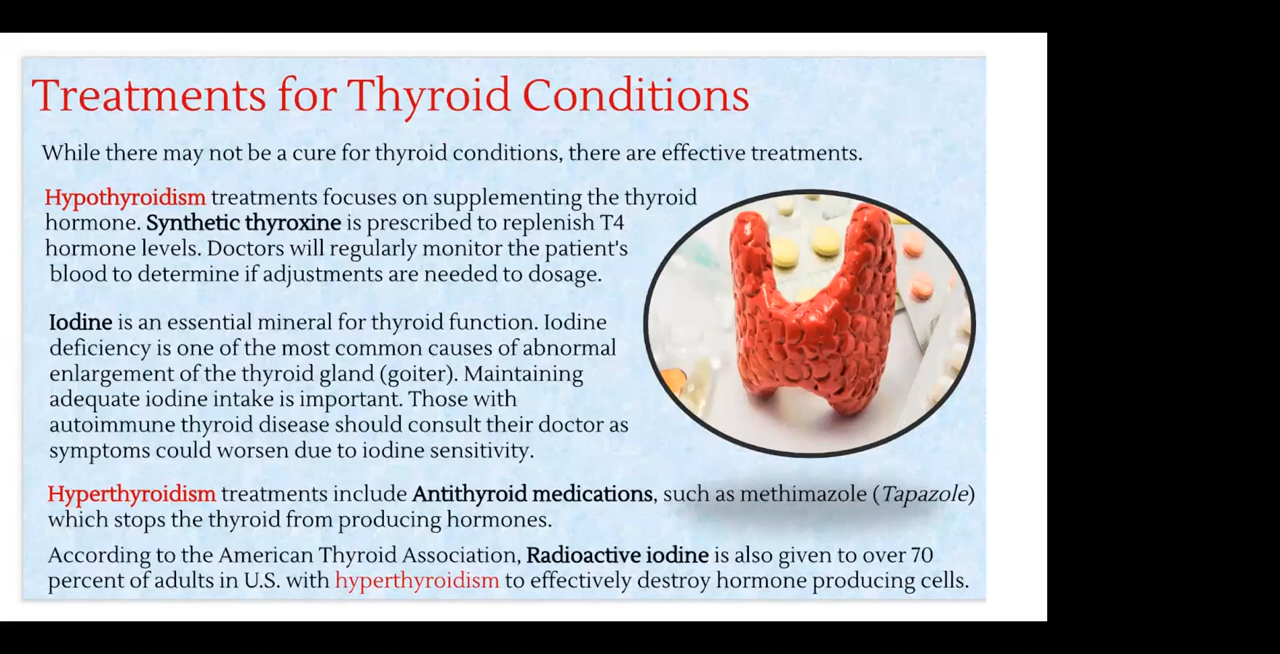 Treatments for Thyroid Conditions
While there may not be a cure for thyroid conditions, there are effective treatments.
Hypothyroidism treatments focuses on supplementing the thyroid
hormone. Synthetic thyroxine is prescribed to replenish T4
hormone levels. Doctors will regularly monitor the patient's
blood to determine if adjustments are needed to dosage.
Iodine is an essential mineral for thyroid function. Iodine
deficiency is one of the most common causes of abnormal
enlargement of the thyroid gland (goiter). Maintaining
adequate iodine intake is important. Those with
autoimmune thyroid disease should consult their doctor as
symptoms could worsen due to iodine sensitivity.
Hyperthyroidism treatments include Antithyroid medications, such as methimazole (Tapazole)
which stops the thyroid from producing hormones.
According to the American Thyroid Association, Radioactive iodine is also given to over 70
percent of adults in U.S. with hyperthyroidism to effectively destroy hormone producing cells.